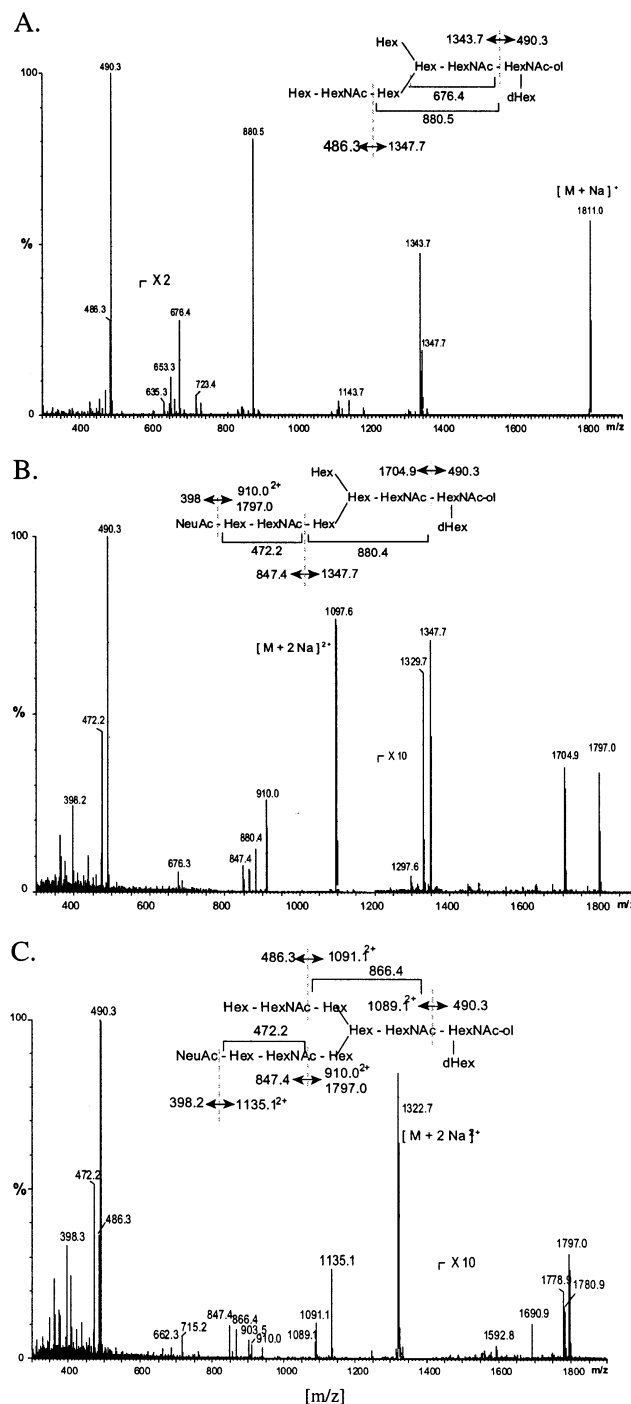 A.
1343.7 490.3
Hex
Hex - HexNAc - HexNAc-ol
Hex - HexNAc - Hex
676.4
dHex
880.5
486.3 1347.7
100
490.3
880.5
[ M + Na ]+
1811.0
%
┌ X 2
1343.7
486.3
676.4
1347.7
653.3
635.3
723.4
1143.7
0
400 600 800 1000 1200 1400 1600 1800 m/z
B.
Hex
1704.9 490.3
398 910.0 2+
1797.0
Hex - HexNAc - HexNAc-ol
NeuAc - Hex - HexNAc - Hex
dHex
472.2
880.4
847.4 1347.7
100
490.3
1097.6
[ M + 2 Na ]2+
1347.7
1329.7
%
472.2
┌ X 10
1704.9
1797.0
398.2
910.0
880.4
847.4
676.3
1297.6
0
400 600 800 1000 1200 1400 1600 1800
C.
486.3 1091.1 2+
866.4
1089.1 2+ 490.3
Hex - HexNAc - Hex
472.2
Hex - HexNAc - HexNAc-ol
NeuAc - Hex - HexNAc - Hex
dHex
847.4 910.0 2+
1797.0
398.2 1135.1 2+
100
490.3
1322.7
[ M + 2 Na ]2+
%
472.2
486.3
398.3
┌ X 10
1135.1
1797.0
1778.9
1780.9
847.4
866.4
1091.1
1690.9
715.2
662.3
903.5
910.0
1089.1
1592.8
0
400 600 800 1000 1200 1400 1600 1800
[m/z]